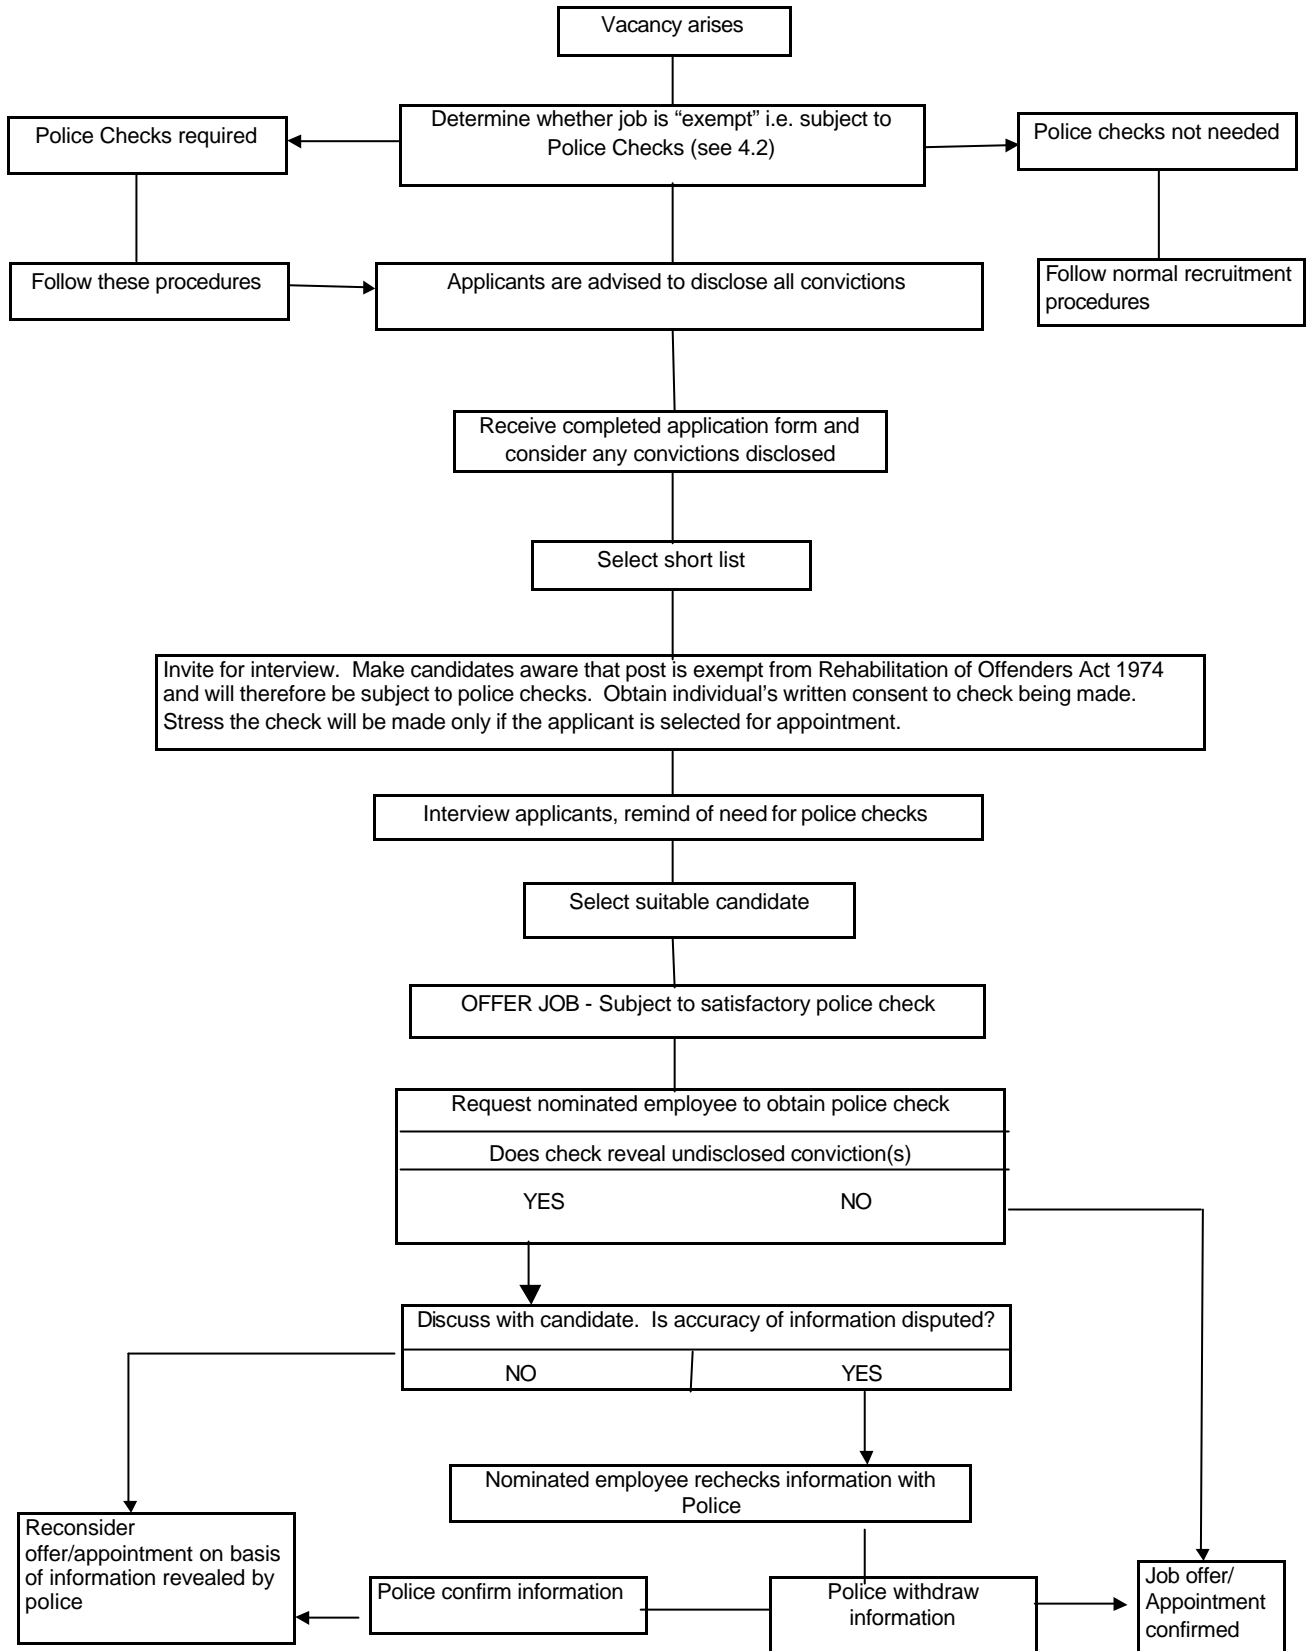 Vacancy arises
Determine whether job is “exempt” i.e. subject to
Police Checks (see 4.2)
Police Checks required
Police checks not needed
Follow these procedures
Applicants are advised to disclose all convictions
Follow normal recruitment
procedures
Receive completed application form and
consider any convictions disclosed
Select short list
Invite for interview. Make candidates aware that post is exempt from Rehabilitation of Offenders Act 1974
and will therefore be subject to police checks. Obtain individual’s written consent to check being made.
Stress the check will be made only if the applicant is selected for appointment.
Interview applicants, remind of need for police checks
Select suitable candidate
OFFER JOB - Subject to satisfactory police check
Request nominated employee to obtain police check
Does check reveal undisclosed conviction(s)
YES NO
Discuss with candidate. Is accuracy of information disputed?
NO YES
Nominated employee rechecks information with
Police
Reconsider
offer/appointment on basis
of information revealed by
police
Police confirm information
Police withdraw
information
Job offer/
Appointment
confirmed